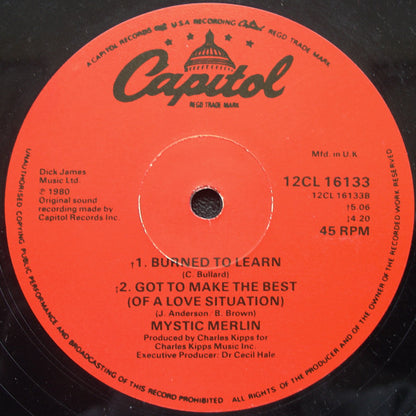 A CAPITOL RECORDS INC. U.S.A. RECORDING Capitol REGD TRADE MARK
Capitol
REGD TRADE MARK
Mfd. in U.K
Dick James
Music Ltd.
℗ 1980
Original sound
recording made by
Capitol Records Inc.
12CL 16133
12CL 16133B
†5.06
‡4.20
45 RPM
†1. BURNED TO LEARN
(C. Bullard)
‡2. GOT TO MAKE THE BEST
(OF A LOVE SITUATION)
(J. Anderson/B. Brown)
MYSTIC MERLIN
Produced by Charles Kipps for
Charles Kipps Music Inc.
Executive Producer: Dr Cecil Hale
UNAUTHORISED COPYING PUBLIC PERFORMANCE AND BROADCASTING OF THIS RECORD PROHIBITED ALL RIGHTS OF THE PRODUCER AND OF THE OWNER OF THE RECORDED WORK RESERVED